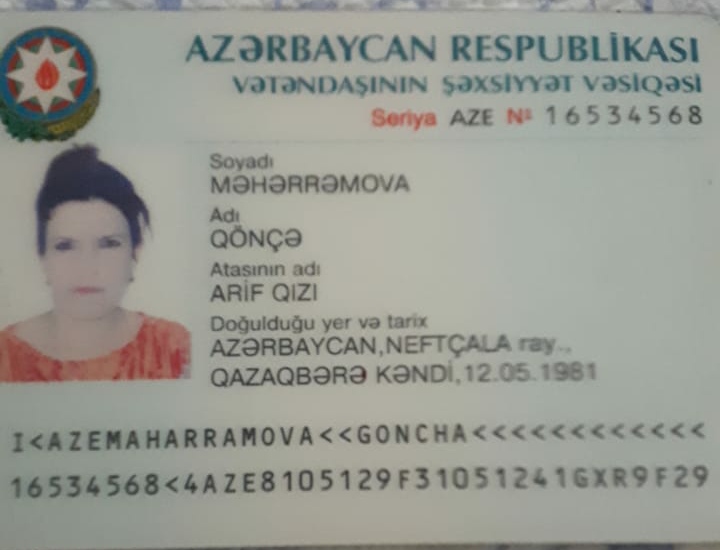 AZƏRBAYCAN RESPUBLİKASI
VƏTƏNDAŞININ ŞƏXSİYYƏT VƏSİQƏSİ
Seriya AZE № 16534568
Soyadı
MƏHƏRRƏMOVA
Adı
QÖNÇƏ
Atasının adı
ARİF QIZI
Doğulduğu yer və tarix
AZƏRBAYCAN,NEFTÇALA ray.,
QAZAQBƏRƏ KƏNDİ,12.05.1981
I<AZEMAHARRAMOVA<<GONCHA<<<<<<<<<<<<
16534568<4AZE8105129F31051241GXR9F29